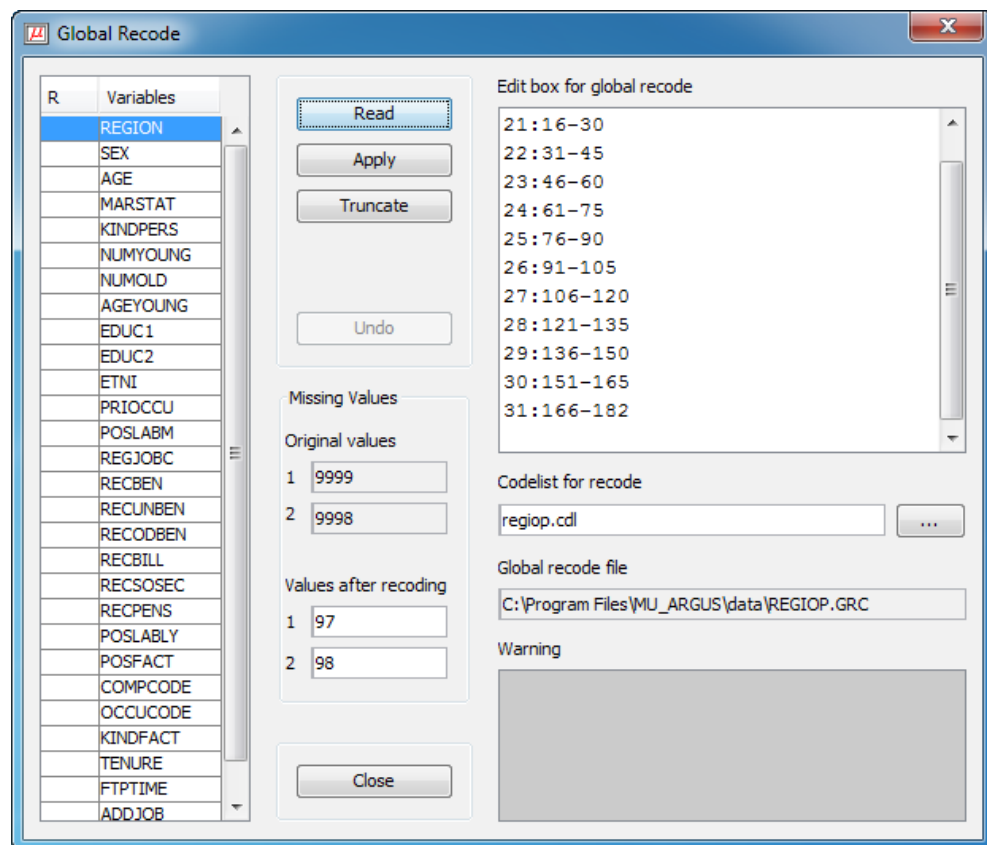 μ Global Recode
X
R Variables
REGION
SEX
AGE
MARSTAT
KINDPERS
NUMYOUNG
NUMOLD
AGEYOUNG
EDUC1
EDUC2
ETNI
PRIOCCU
POSLABM
REGJOBC
RECBEN
RECUNBEN
RECODBEN
RECBILL
RECSOSEC
RECPENS
POSLABLY
POSFACT
COMPCODE
OCCUCODE
KINDFACT
TENURE
FTPTIME
ADDJOB
Read
Apply
Truncate
Undo
Missing Values
Original values
1 9999
2 9998
Values after recoding
1 97
2 98
Close
Edit box for global recode
21:16-30
22:31-45
23:46-60
24:61-75
25:76-90
26:91-105
27:106-120
28:121-135
29:136-150
30:151-165
31:166-182
Codelist for recode
regiop.cdl
...
Global recode file
C:\Program Files\MU_ARGUS\data\REGIOP.GRC
Warning